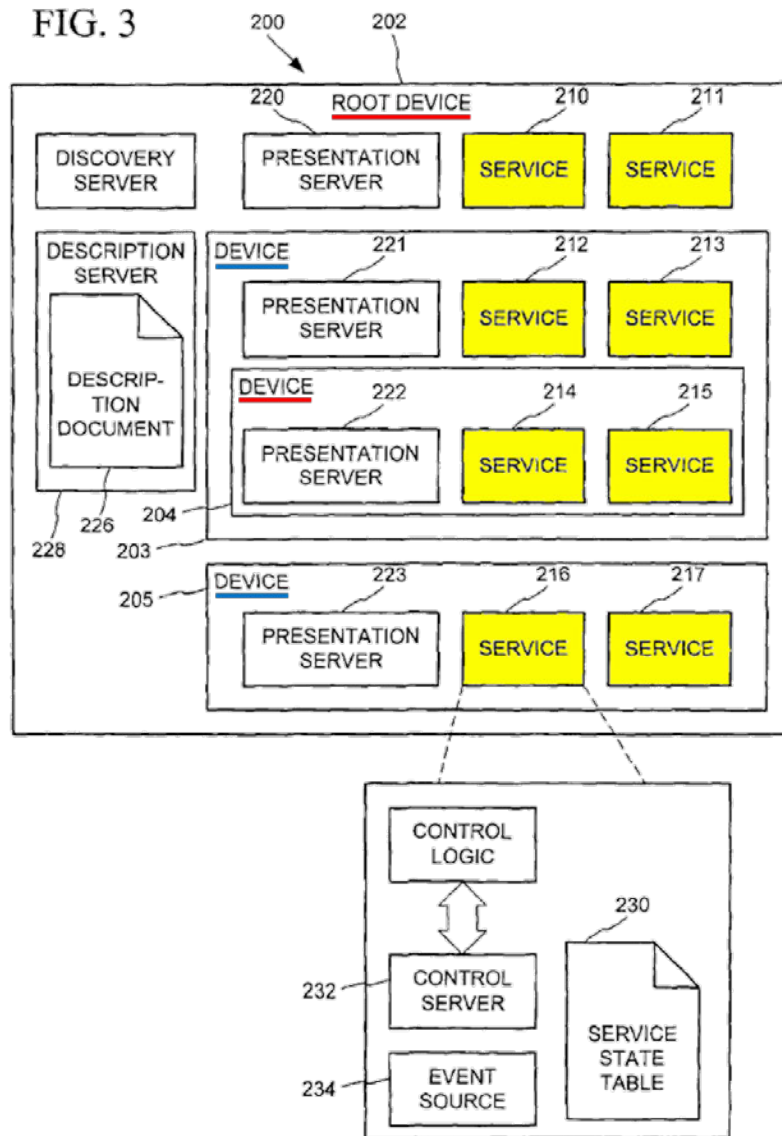 FIG. 3
200
202
ROOT DEVICE
220
210
211
DISCOVERY
SERVER
PRESENTATION
SERVER
SERVICE
SERVICE
DESCRIPTION
SERVER
DESCRIP-
TION
DOCUMENT
226
228
DEVICE
221
212
213
PRESENTATION
SERVER
SERVICE
SERVICE
DEVICE
222
214
215
PRESENTATION
SERVER
SERVICE
SERVICE
204
203
205
DEVICE
223
216
217
PRESENTATION
SERVER
SERVICE
SERVICE
CONTROL
LOGIC
230
232
CONTROL
SERVER
SERVICE
STATE
TABLE
234
EVENT
SOURCE